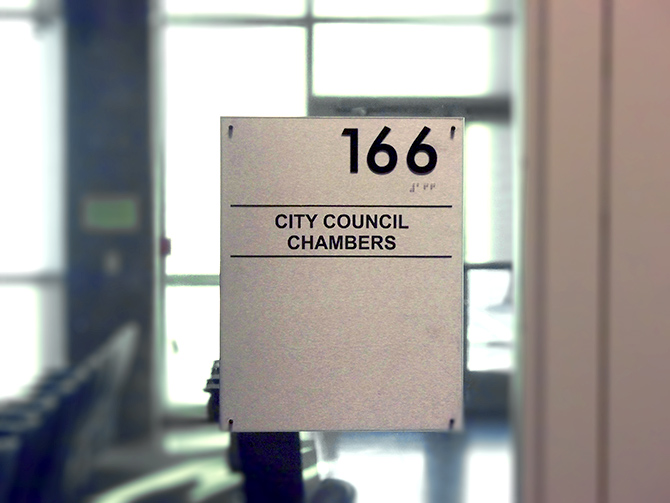 166
⠼⠁⠋⠋
CITY COUNCIL
CHAMBERS